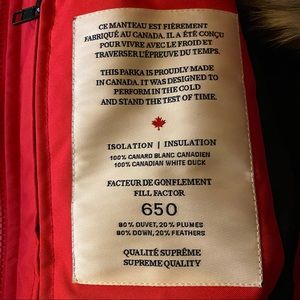 CE MANTEAU EST FIÈREMENT
FABRIQUÉ AU CANADA. IL A ÉTÉ CONÇU
POUR VIVRE AVEC LE FROID ET
TRAVERSER L'ÉPREUVE DU TEMPS.
THIS PARKA IS PROUDLY MADE
IN CANADA. IT WAS DESIGNED TO
PERFORM IN THE COLD
AND STAND THE TEST OF TIME.
ISOLATION | INSULATION
100% CANARD BLANC CANADIEN
100% CANADIAN WHITE DUCK
FACTEUR DE GONFLEMENT
FILL FACTOR
650
80% DUVET, 20% PLUMES
80% DOWN, 20% FEATHERS
QUALITÉ SUPRÊME
SUPREME QUALITY